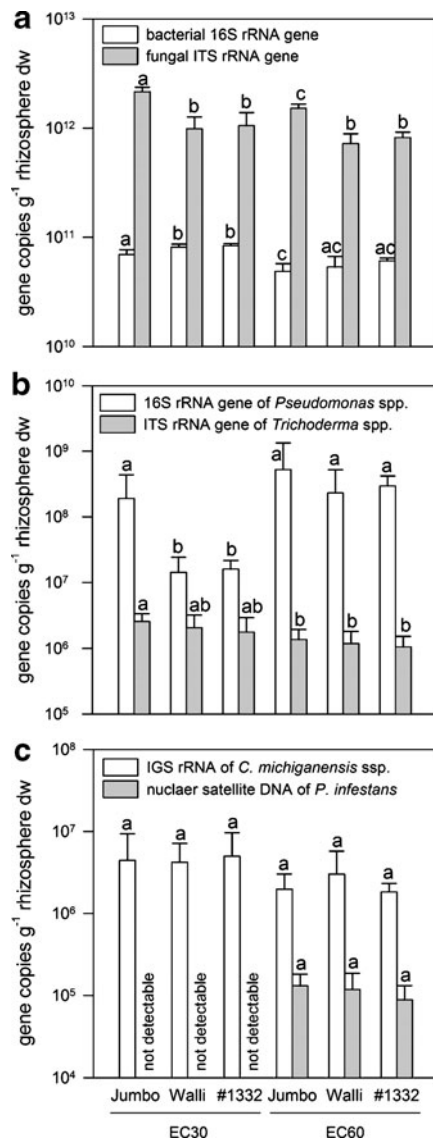 a
bacterial 16S rRNA gene
fungal ITS rRNA gene
gene copies g⁻¹ rhizosphere dw
10¹³
10¹²
10¹¹
10¹⁰
a b b c b b
a b b c ac ac
b
16S rRNA gene of Pseudomonas spp.
ITS rRNA gene of Trichoderma spp.
gene copies g⁻¹ rhizosphere dw
10¹⁰
10⁹
10⁸
10⁷
10⁶
10⁵
a b b a a a
a ab ab b b b
c
IGS rRNA of C. michiganensis ssp.
nuclaer satellite DNA of P. infestans
gene copies g⁻¹ rhizosphere dw
10⁸
10⁷
10⁶
10⁵
10⁴
a a a a a a
not detectable
not detectable
not detectable
a a a
Jumbo Walli #1332 Jumbo Walli #1332
EC30 EC60